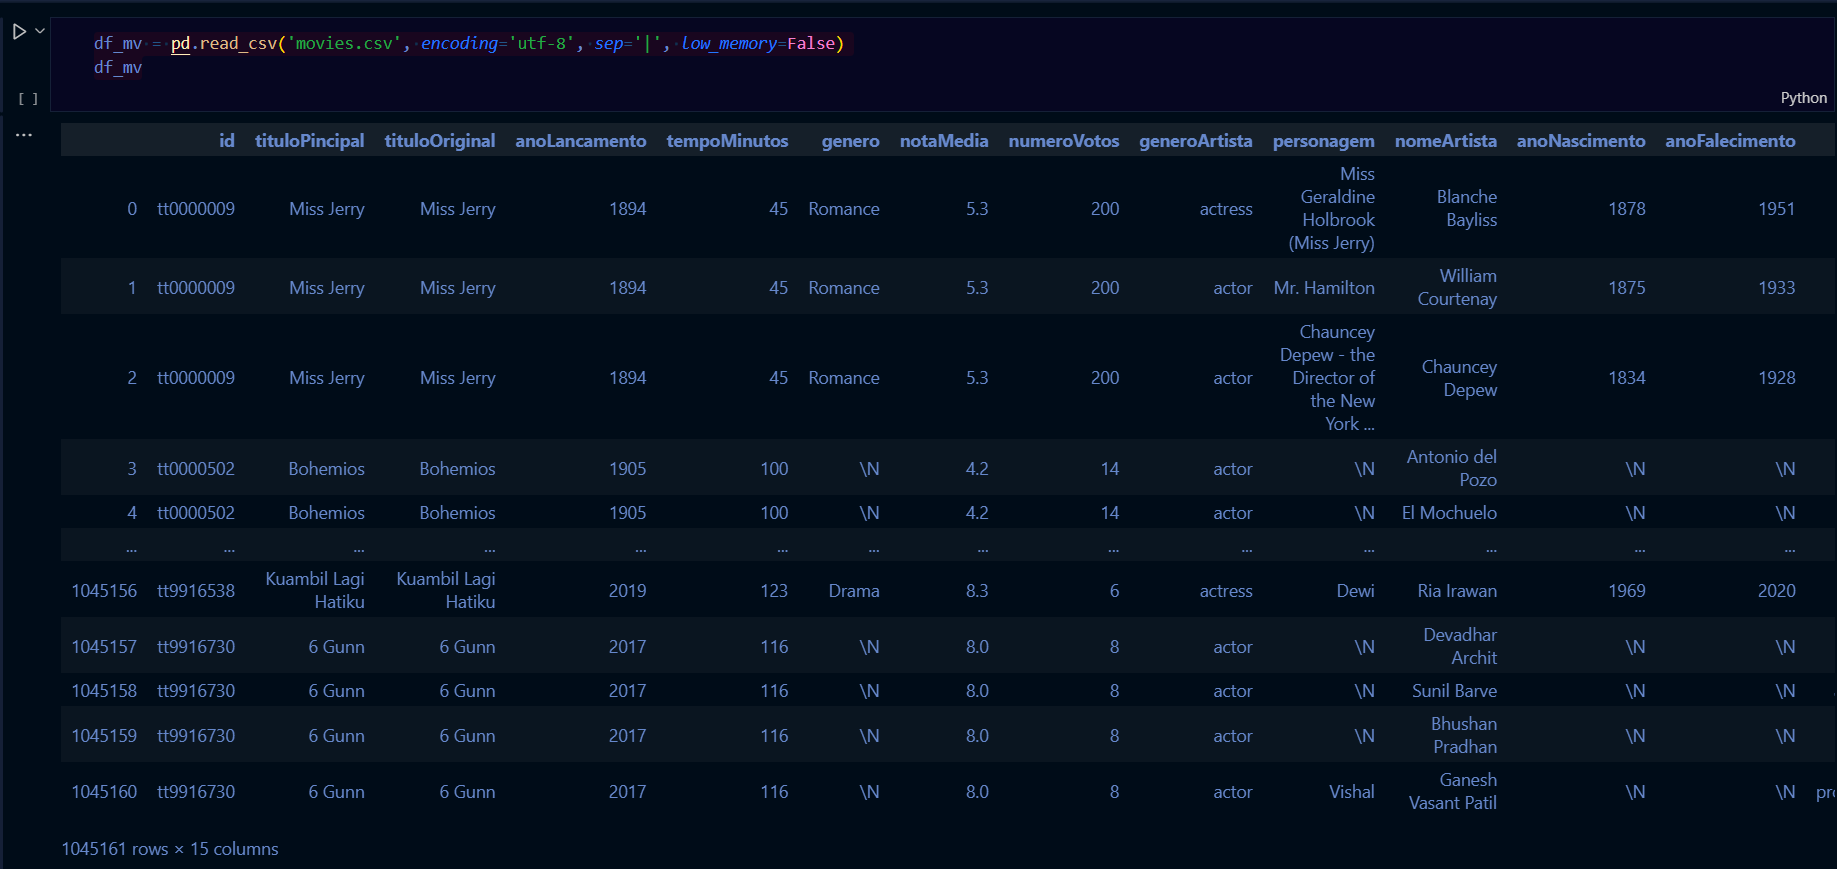 df_mv = pd.read_csv('movies.csv', encoding='utf-8', sep='|', low_memory=False)
df_mv
[ ]
Python
...
id tituloPincipal tituloOriginal anoLancamento tempoMinutos genero notaMedia numeroVotos generoArtista personagem nomeArtista anoNascimento anoFalecimento
0 tt0000009 Miss Jerry Miss Jerry 1894 45 Romance 5.3 200 actress Miss Geraldine Holbrook (Miss Jerry) Blanche Bayliss 1878 1951
1 tt0000009 Miss Jerry Miss Jerry 1894 45 Romance 5.3 200 actor Mr. Hamilton William Courtenay 1875 1933
2 tt0000009 Miss Jerry Miss Jerry 1894 45 Romance 5.3 200 actor Chauncey Depew - the Director of the New York ... Chauncey Depew 1834 1928
3 tt0000502 Bohemios Bohemios 1905 100 \N 4.2 14 actor \N Antonio del Pozo \N \N
4 tt0000502 Bohemios Bohemios 1905 100 \N 4.2 14 actor \N El Mochuelo \N \N
... ... ... ... ... ... ... ... ... ... ... ... ... ...
1045156 tt9916538 Kuambil Lagi Hatiku Kuambil Lagi Hatiku 2019 123 Drama 8.3 6 actress Dewi Ria Irawan 1969 2020
1045157 tt9916730 6 Gunn 6 Gunn 2017 116 \N 8.0 8 actor \N Devadhar Archit \N \N
1045158 tt9916730 6 Gunn 6 Gunn 2017 116 \N 8.0 8 actor \N Sunil Barve \N \N
1045159 tt9916730 6 Gunn 6 Gunn 2017 116 \N 8.0 8 actor \N Bhushan Pradhan \N \N
1045160 tt9916730 6 Gunn 6 Gunn 2017 116 \N 8.0 8 actor Vishal Ganesh Vasant Patil \N \N
1045161 rows × 15 columns